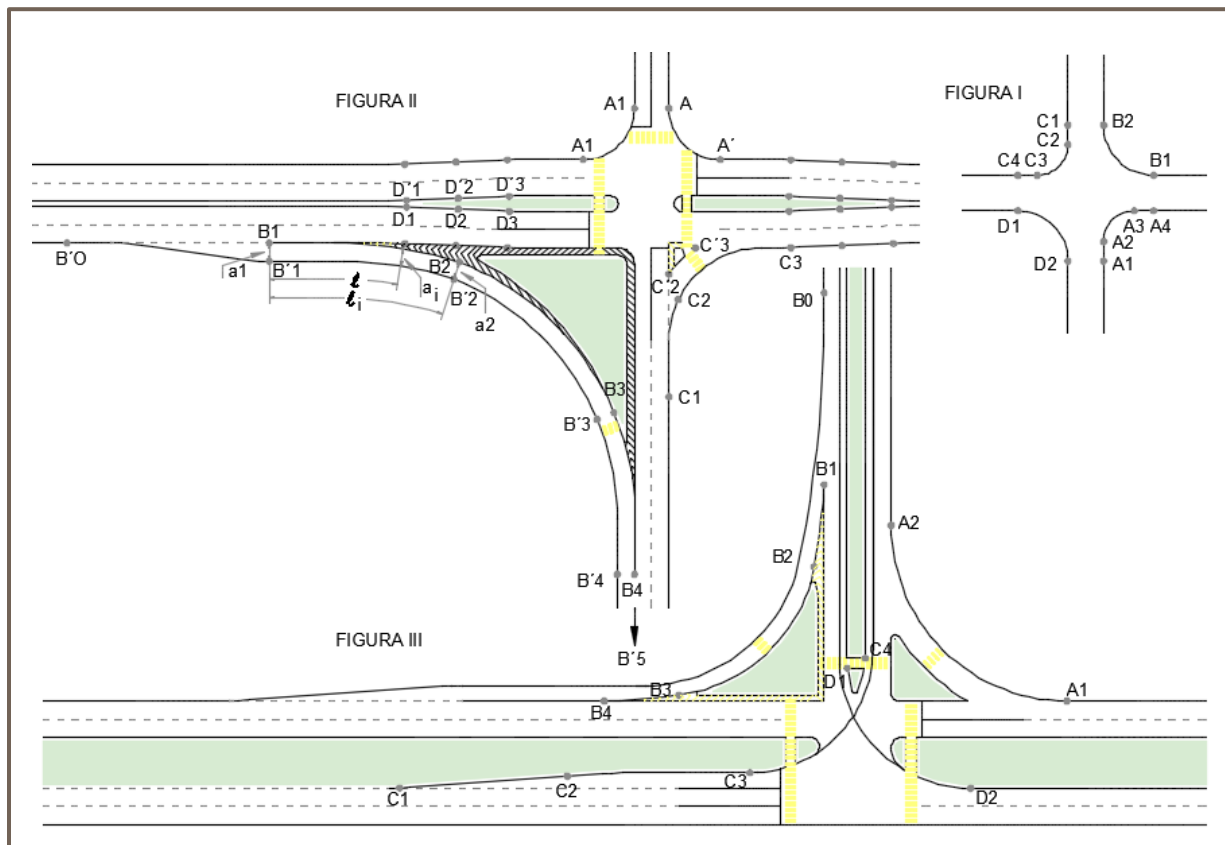 FIGURA II
A1
A
FIGURA I
C1
B2
C2
A1
A´
C4
C3
B1
D´1
D´2
D´3
D1
D2
D3
D1
A3
A4
B´O
B1
C´3
C3
A2
B2
D2
A1
a1
B´1
ℓ
ai
B´2
C´2
C2
B0
ℓi
a2
C1
B3
B´3
B1
A2
B2
B´4
B4
FIGURA III
B´5
C4
D1
B3
B4
A1
C3
C2
C1
D2